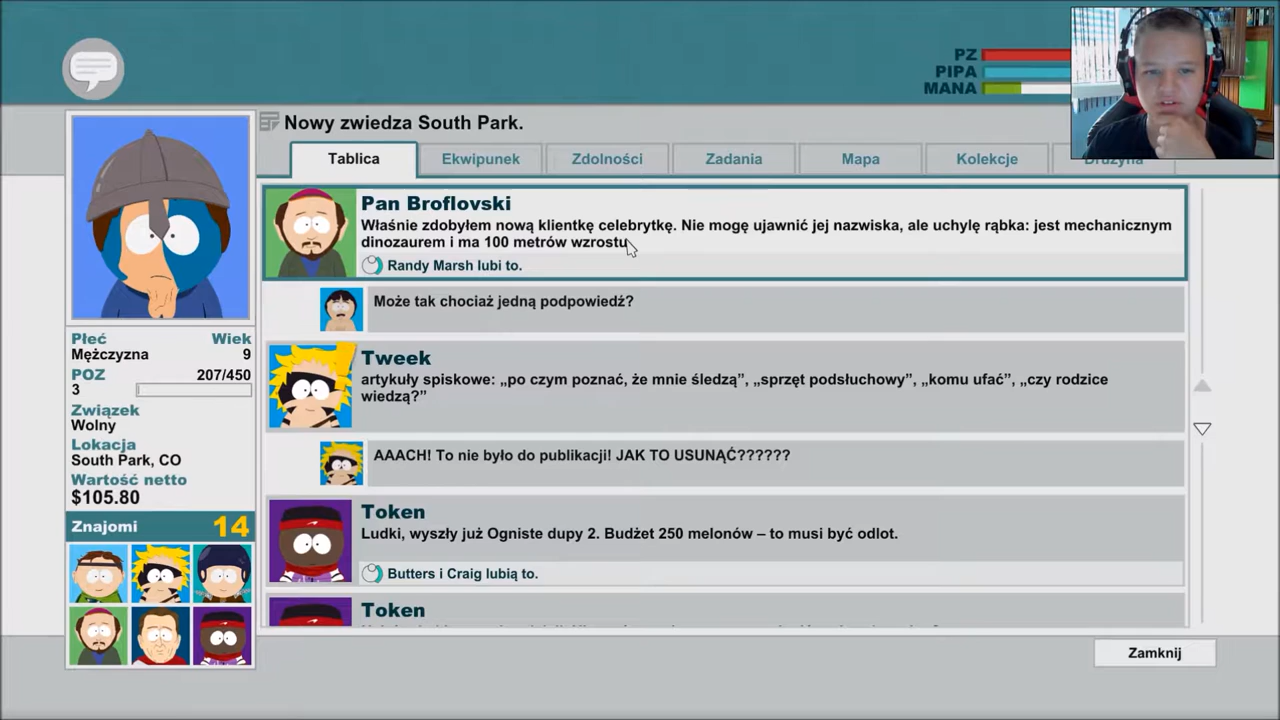 PZ
PIPA
MANA
Nowy zwiedza South Park.
Tablica
Ekwipunek
Zdolności
Zadania
Mapa
Kolekcje
Drużyna
Pan Broflovski
Właśnie zdobyłem nową klientkę celebrytkę. Nie mogę ujawnić jej nazwiska, ale uchylę rąbka: jest mechanicznym
dinozaurem i ma 100 metrów wzrostu
Randy Marsh lubi to.
Może tak chociaż jedną podpowiedź?
Tweek
artykuły spiskowe: „po czym poznać, że mnie śledzą”, „sprzęt podsłuchowy”, „komu ufać”, „czy rodzice
wiedzą?”
AAACH! To nie było do publikacji! JAK TO USUNĄĆ??????
Token
Ludki, wyszły już Ogniste dupy 2. Budżet 250 melonów – to musi być odlot.
Butters i Craig lubią to.
Token
Płeć Wiek
Mężczyzna 9
POZ 207/450
3
Związek
Wolny
Lokacja
South Park, CO
Wartość netto
$105.80
Znajomi 14
Zamknij